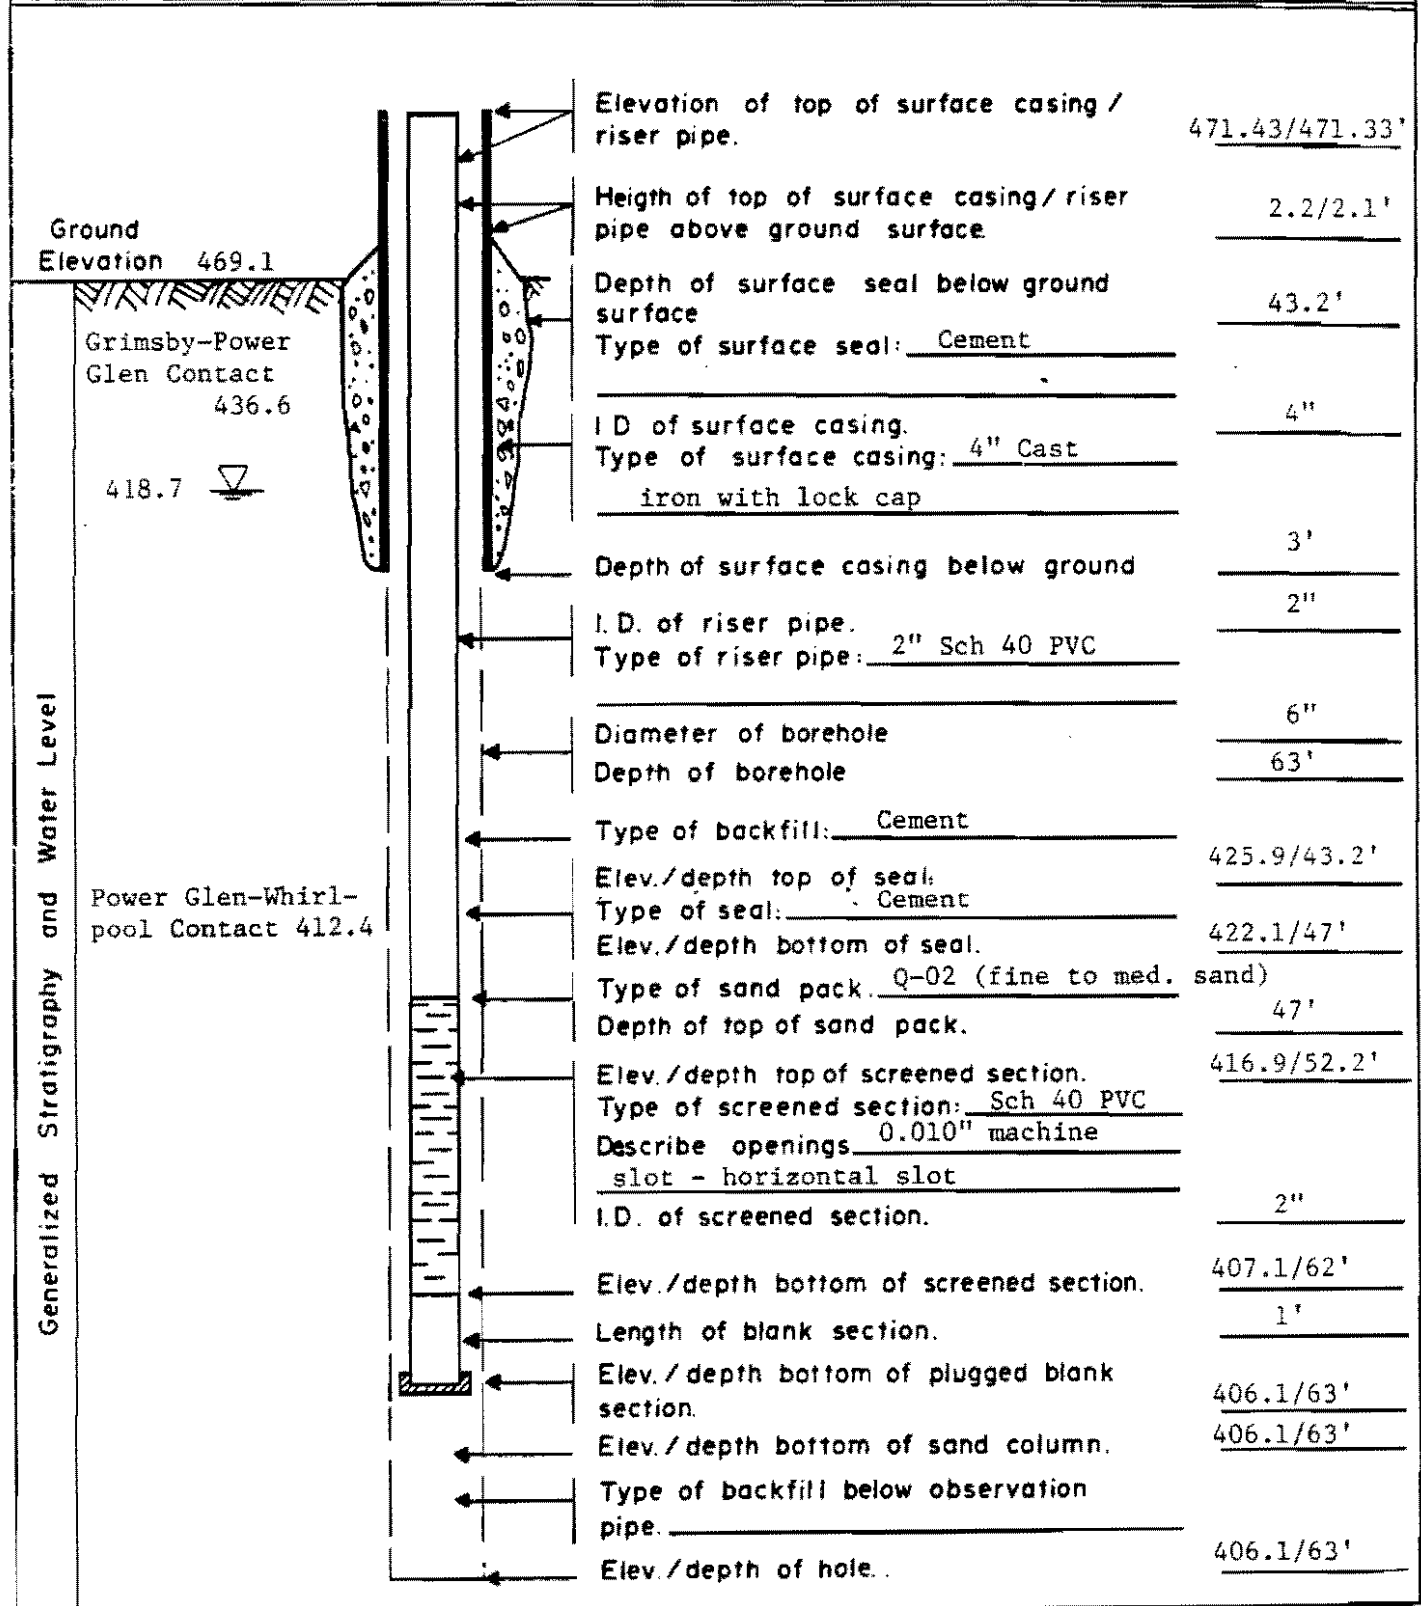 Elevation of top of surface casing /
riser pipe. 471.43/471.33'
Heigth of top of surface casing / riser
pipe above ground surface 2.2/2.1'
Ground
Elevation 469.1
Depth of surface seal below ground
surface 43.2'
Type of surface seal: Cement
Grimsby-Power
Glen Contact
436.6
I D of surface casing. 4"
Type of surface casing: 4" Cast
iron with lock cap
418.7
Depth of surface casing below ground 3'
I.D. of riser pipe. 2"
Type of riser pipe: 2" Sch 40 PVC
Diameter of borehole 6"
Depth of borehole 63'
Type of backfill: Cement
Elev./depth top of seal: 425.9/43.2'
Type of seal: Cement
Elev./depth bottom of seal. 422.1/47'
Power Glen-Whirl-
pool Contact 412.4
Type of sand pack. Q-02 (fine to med. sand)
Depth of top of sand pack. 47'
Elev./depth top of screened section. 416.9/52.2'
Type of screened section: Sch 40 PVC
Describe openings 0.010" machine
slot - horizontal slot
I.D. of screened section. 2"
Elev./depth bottom of screened section. 407.1/62'
Length of blank section. 1'
Elev./depth bottom of plugged blank
section. 406.1/63'
Elev./depth bottom of sand column. 406.1/63'
Type of backfill below observation
pipe.
Elev./depth of hole.. 406.1/63'
Generalized Stratigraphy and Water Level